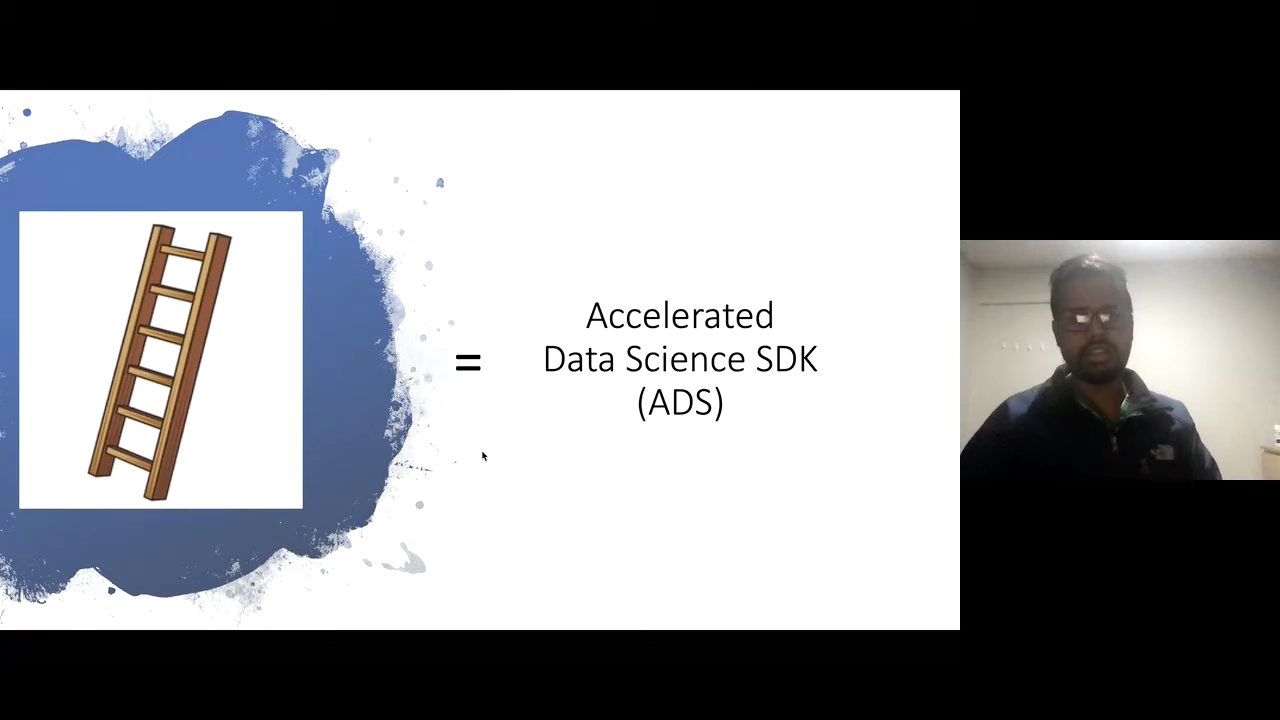 =
Accelerated
Data Science SDK
(ADS)